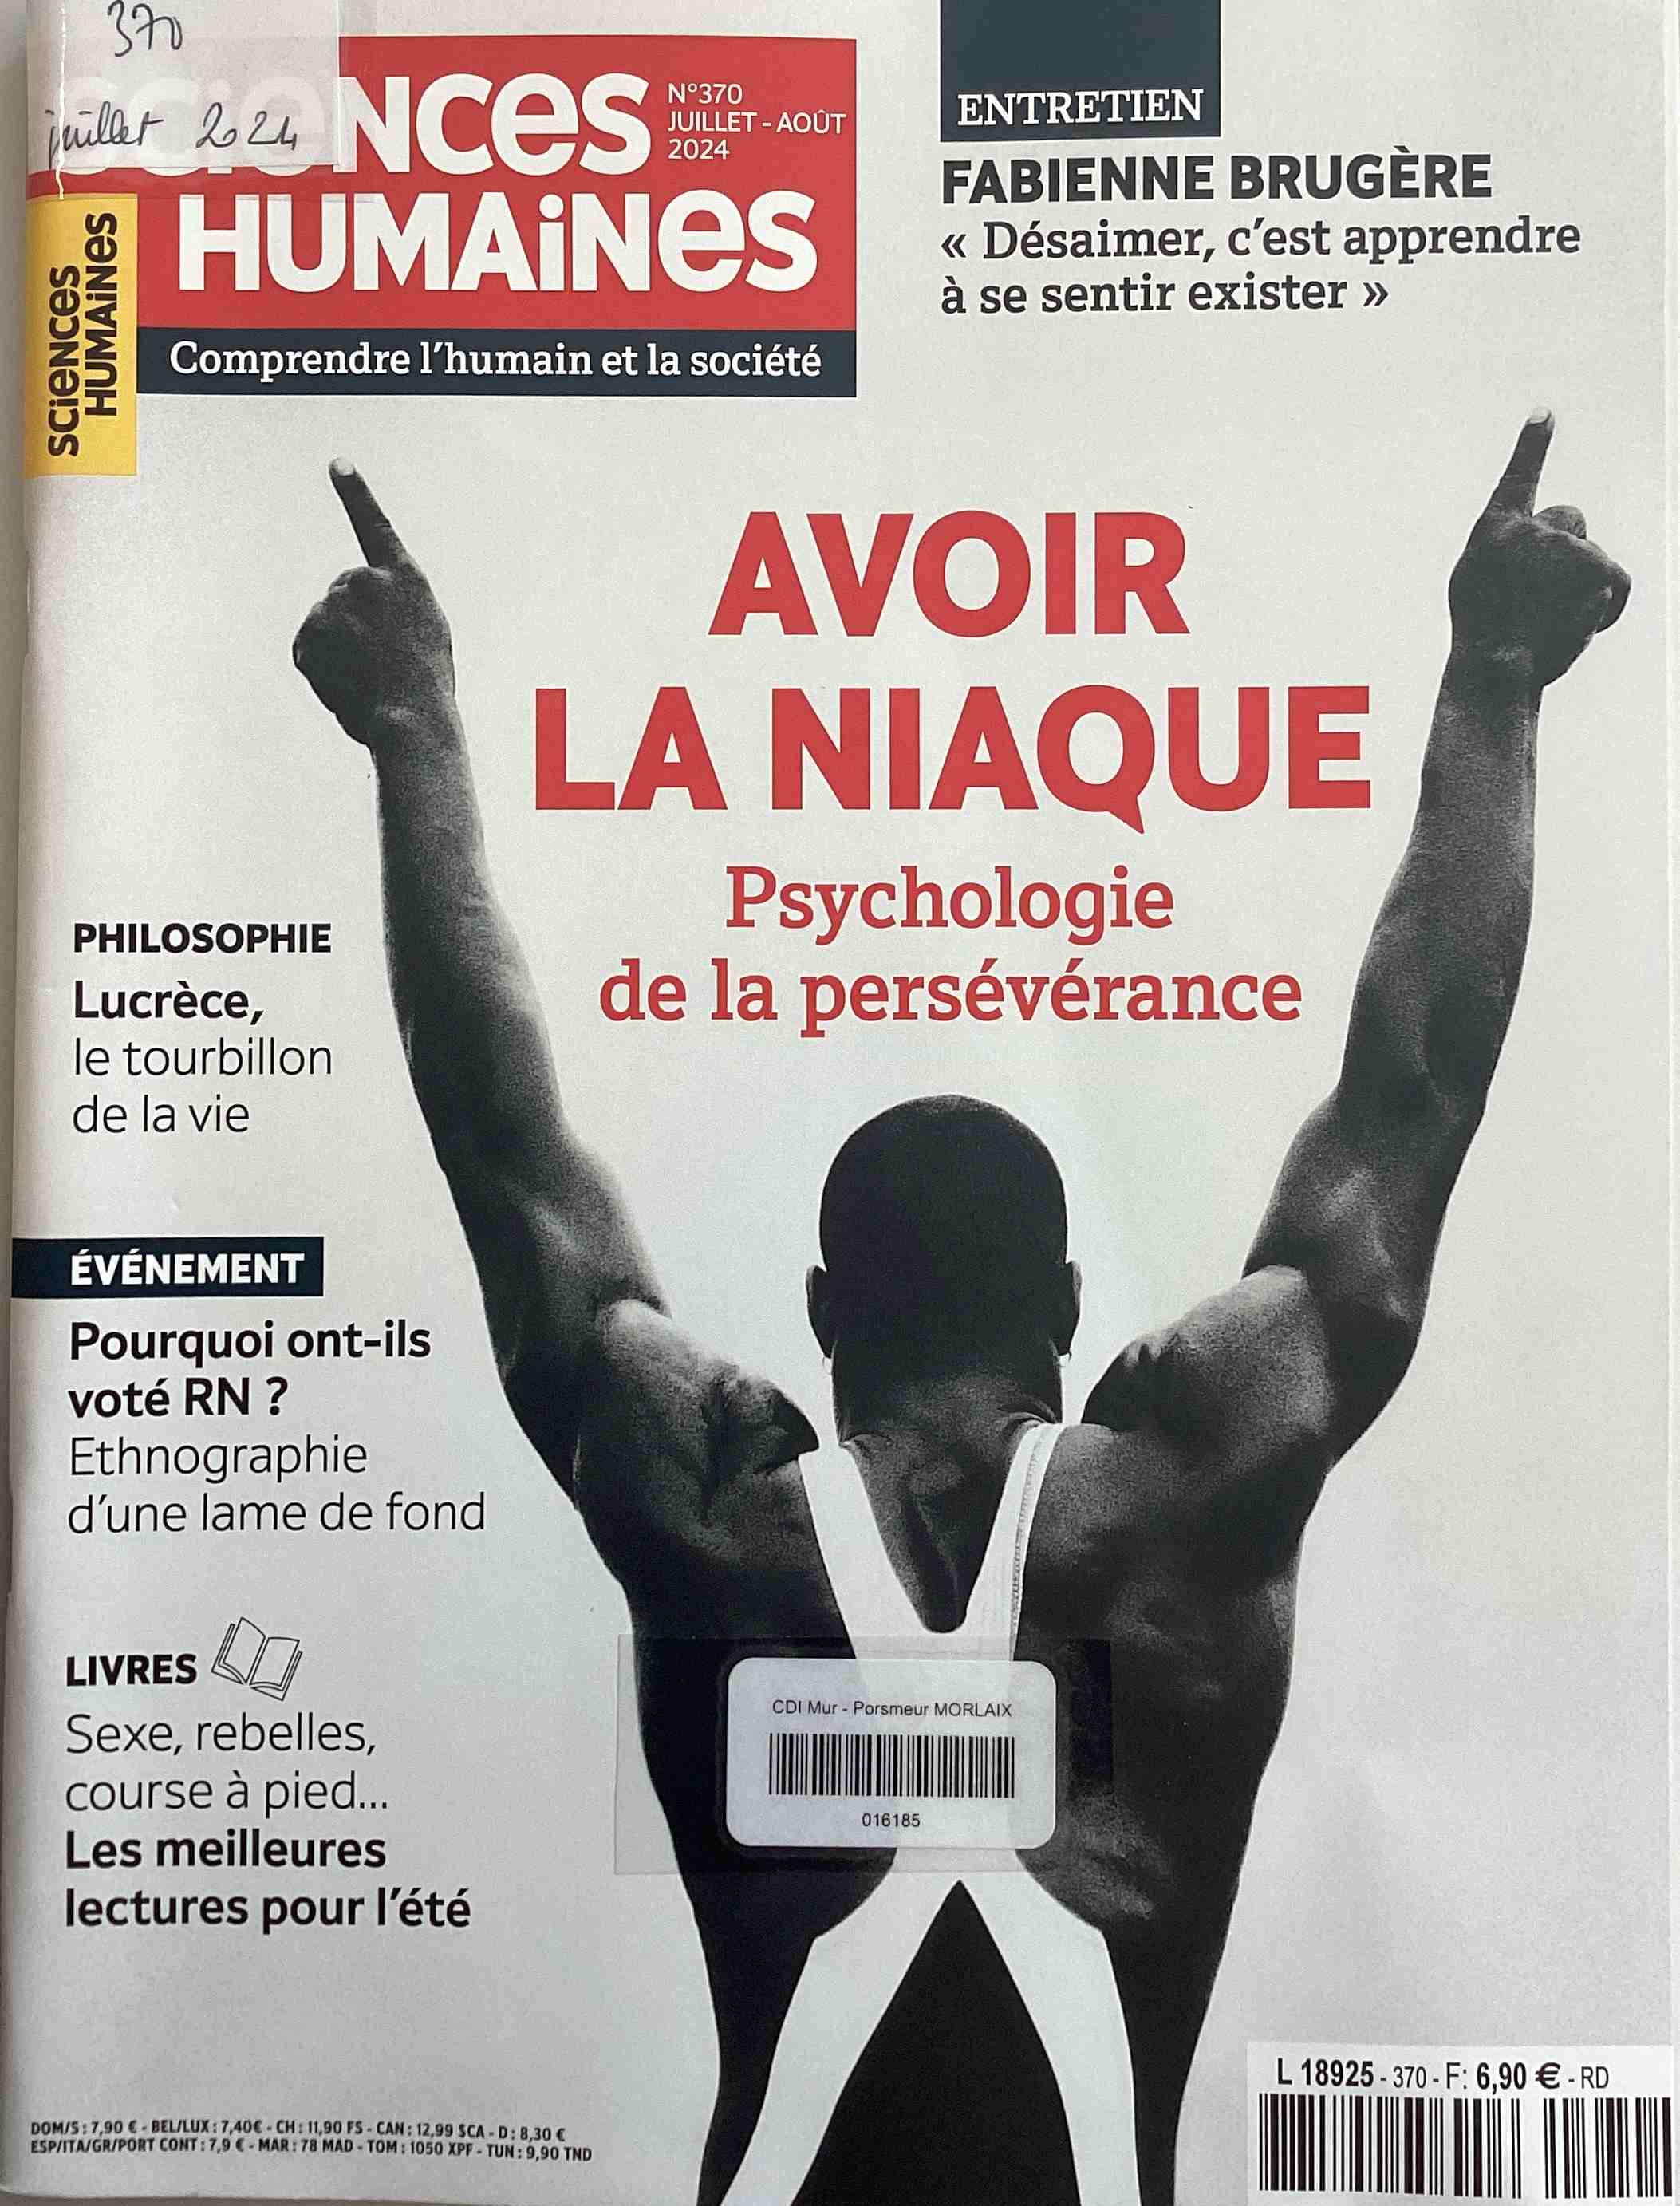 370
juillet 2024
sciences
N°370
JUILLET - AOÛT
2024
HUMAiNes
Comprendre l'humain et la société
sciences
HUMAiNes
ENTRETIEN
FABIENNE BRUGÈRE
« Désaimer, c'est apprendre
à se sentir exister »
AVOIR
LA NIAQUE
Psychologie
de la persévérance
PHILOSOPHIE
Lucrèce,
le tourbillon
de la vie
ÉVÉNEMENT
Pourquoi ont-ils
voté RN ?
Ethnographie
d'une lame de fond
LIVRES
Sexe, rebelles,
course à pied...
Les meilleures
lectures pour l'été
CDI Mur - Porsmeur MORLAIX
016185
L 18925 - 370 - F: 6,90 € - RD
DOM/S : 7,90 € - BEL/LUX : 7,40€ - CH : 11,90 FS - CAN : 12,99 $CA - D : 8,30 €
ESP/ITA/GR/PORT CONT : 7,9 € - MAR : 78 MAD - TOM : 1050 XPF - TUN : 9,90 TND